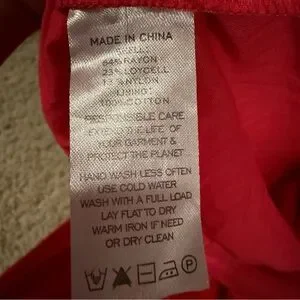 MADE IN CHINA
SHELL:
64% RAYON
23% LOYCELL
13% NYLON
LINING:
100% COTTON
RESPONSIBLE CARE
EXTEND THE LIFE OF
YOUR GARMENT &
PROTECT THE PLANET
HAND WASH LESS OFTEN
USE COLD WATER
WASH WITH A FULL LOAD
LAY FLAT TO DRY
WARM IRON IF NEED
OR DRY CLEAN
P